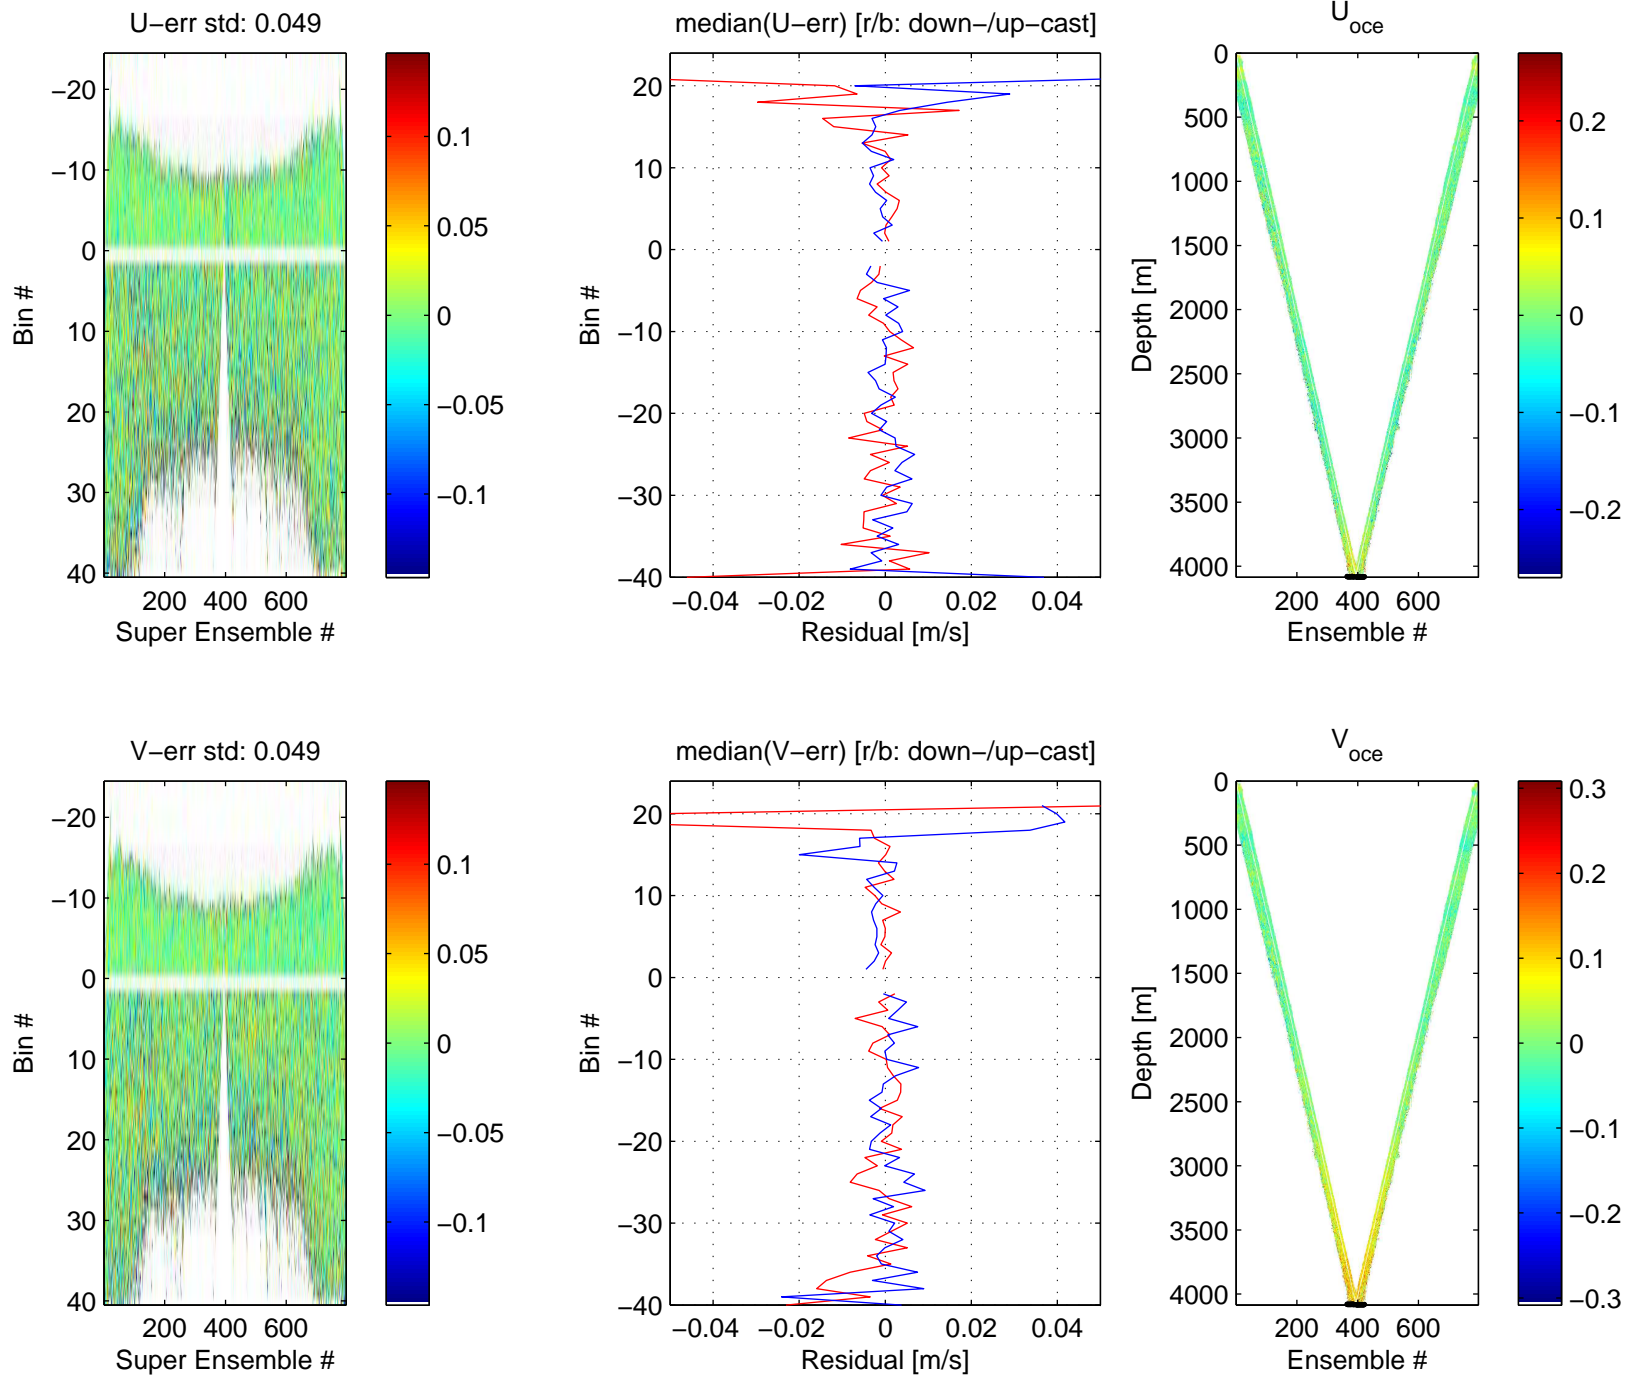 U−err std: 0.049
−20
−10
0
10
20
30
40
Bin #
200 400 600
Super Ensemble #
0.1
0.05
0
−0.05
−0.1
median(U−err) [r/b: down−/up−cast]
20
10
0
−10
−20
−30
−40
Bin #
−0.04 −0.02 0 0.02 0.04
Residual [m/s]
U_oce
0
500
1000
1500
2000
2500
3000
3500
4000
Depth [m]
200 400 600
Ensemble #
0.2
0.1
0
−0.1
−0.2
V−err std: 0.049
−20
−10
0
10
20
30
40
Bin #
200 400 600
Super Ensemble #
0.1
0.05
0
−0.05
−0.1
median(V−err) [r/b: down−/up−cast]
20
10
0
−10
−20
−30
−40
Bin #
−0.04 −0.02 0 0.02 0.04
Residual [m/s]
V_oce
0
500
1000
1500
2000
2500
3000
3500
4000
Depth [m]
200 400 600
Ensemble #
0.3
0.2
0.1
0
−0.1
−0.2
−0.3